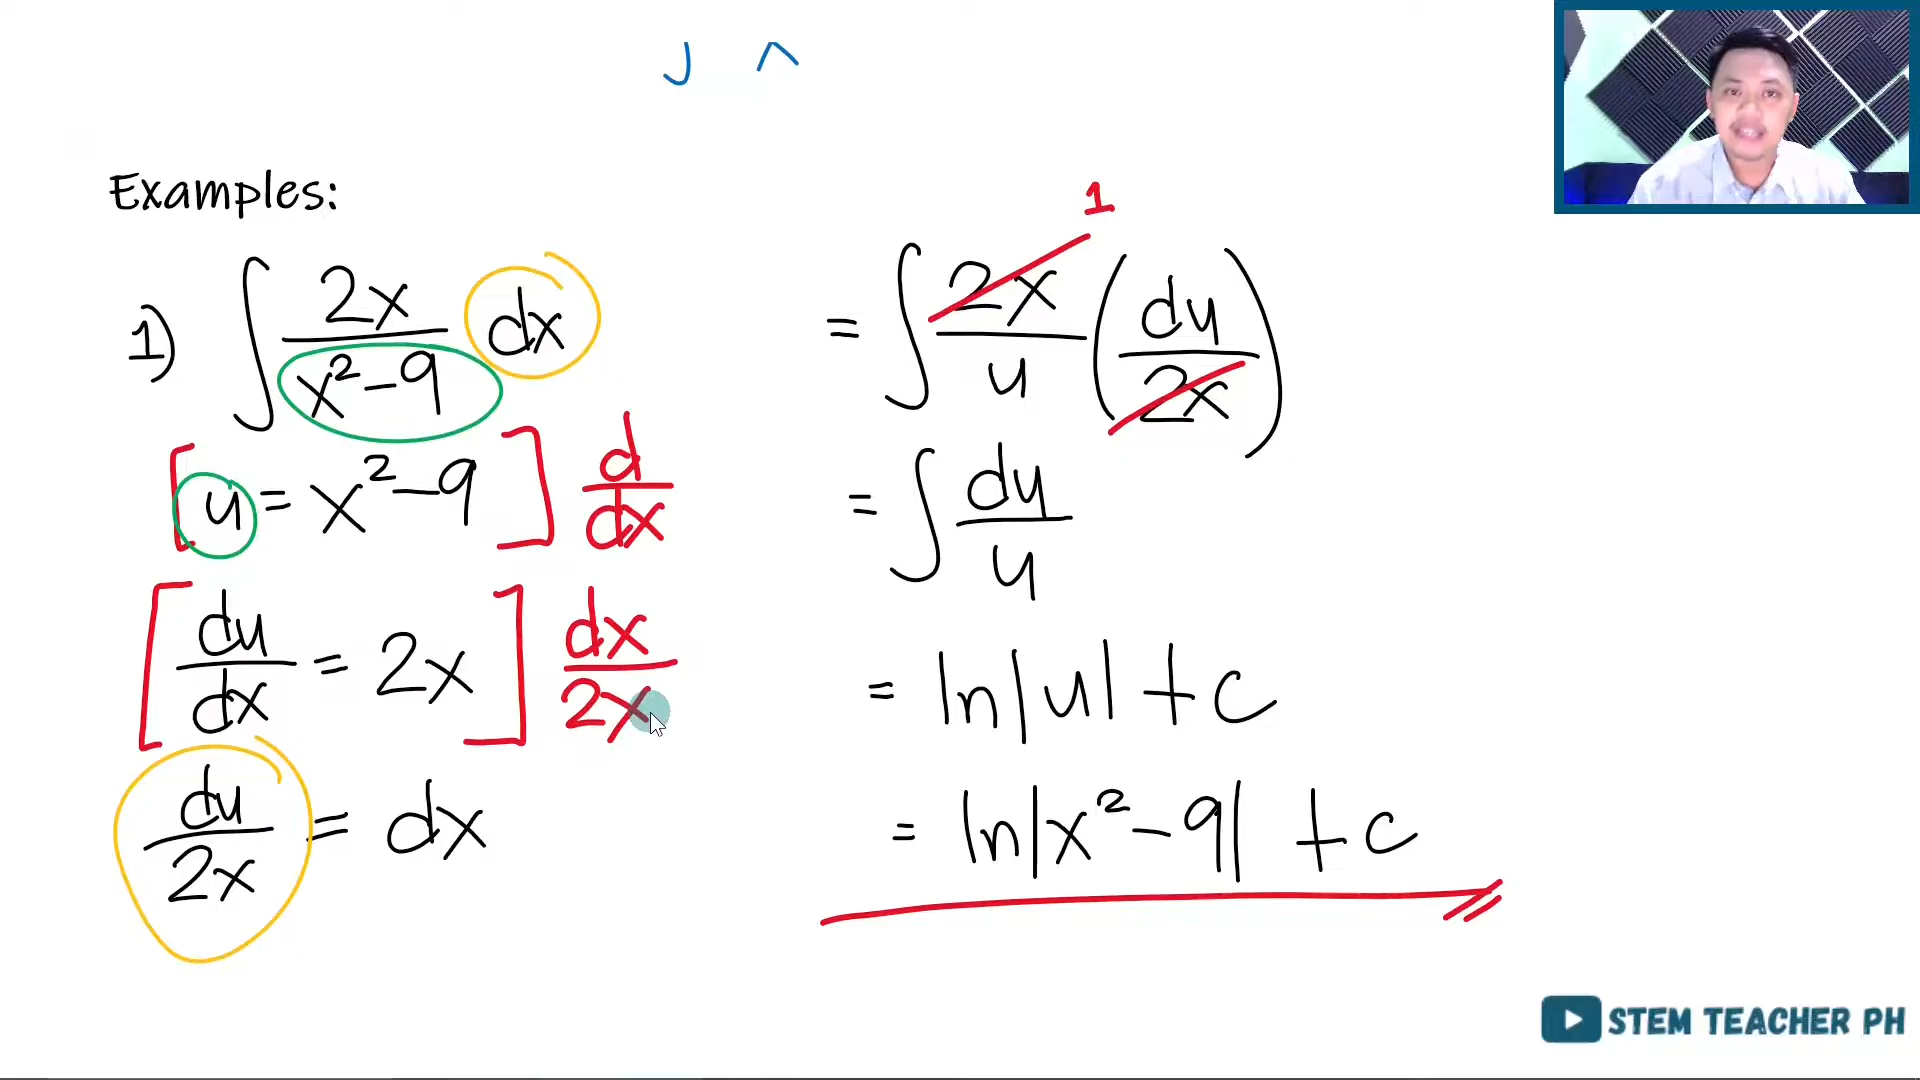 Examples:
1) ∫ 2x/(x²-9) dx
[u = x²-9] d/dx
[du/dx = 2x] dx/2x
du/2x = dx
1
= ∫ 2x/u (du/2x)
= ∫ du/u
= ln|u| + c
= ln|x²-9| + c
STEM TEACHER PH